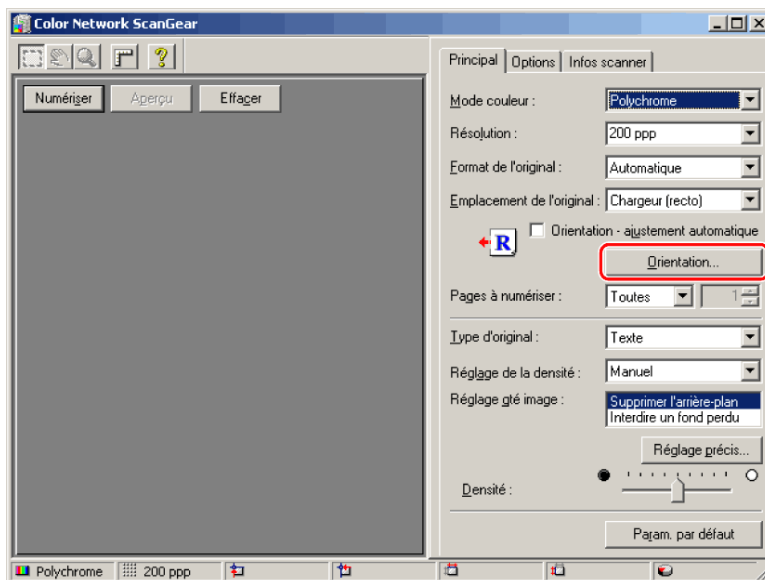 Color Network ScanGear
Numériser
Aperçu
Effacer
Principal
Options
Infos scanner
Mode couleur :
Polychrome
Résolution :
200 ppp
Format de l'original :
Automatique
Emplacement de l'original :
Chargeur (recto)
R
Orientation - ajustement automatique
Orientation...
Pages à numériser :
Toutes
1
Type d'original :
Texte
Réglage de la densité :
Manuel
Réglage qté image :
Supprimer l'arrière-plan
Interdire un fond perdu
Réglage précis...
Densité :
Param. par défaut
Polychrome
200 ppp